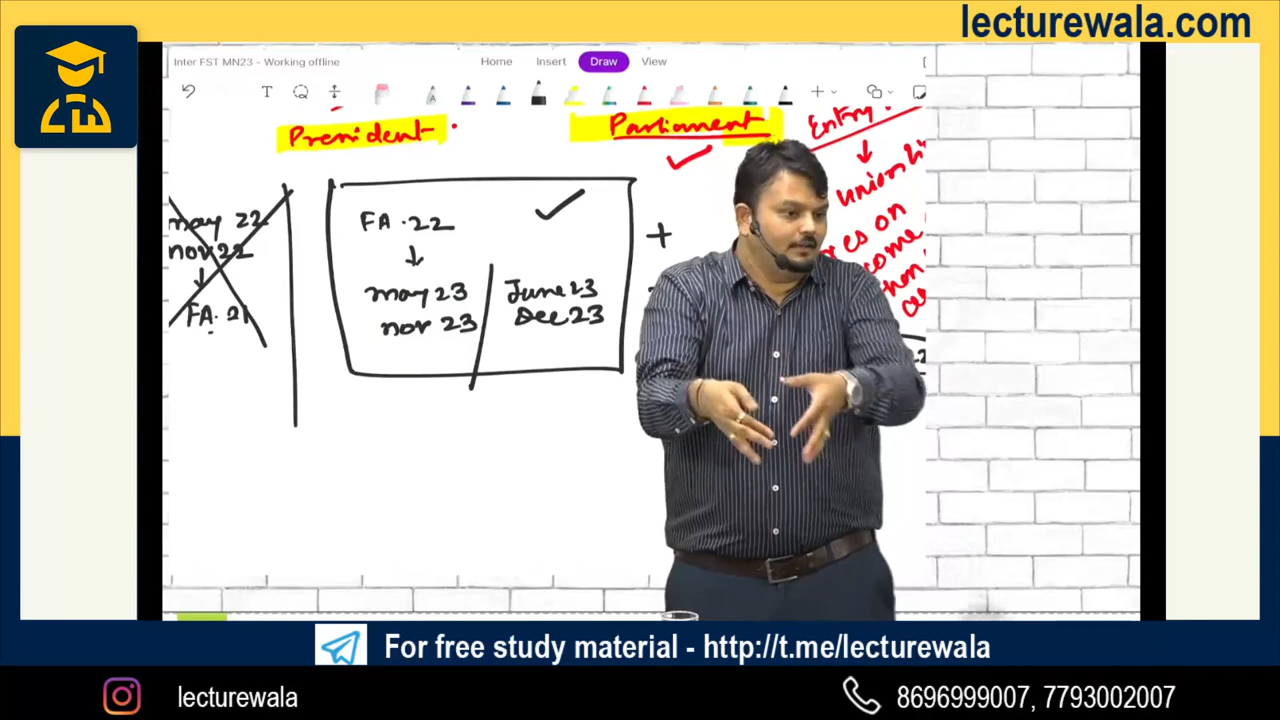 lecturewala.com
Inter FST MN23 - Working offline
Home Insert Draw View
President
Parliament
Entry
may 22
nov 22
FA. 21
FA. 22
may 23
nov 23
June 23
Dec 23
+
Union Li
es on
come
For free study material - http://t.me/lecturewala
lecturewala
8696999007, 7793002007